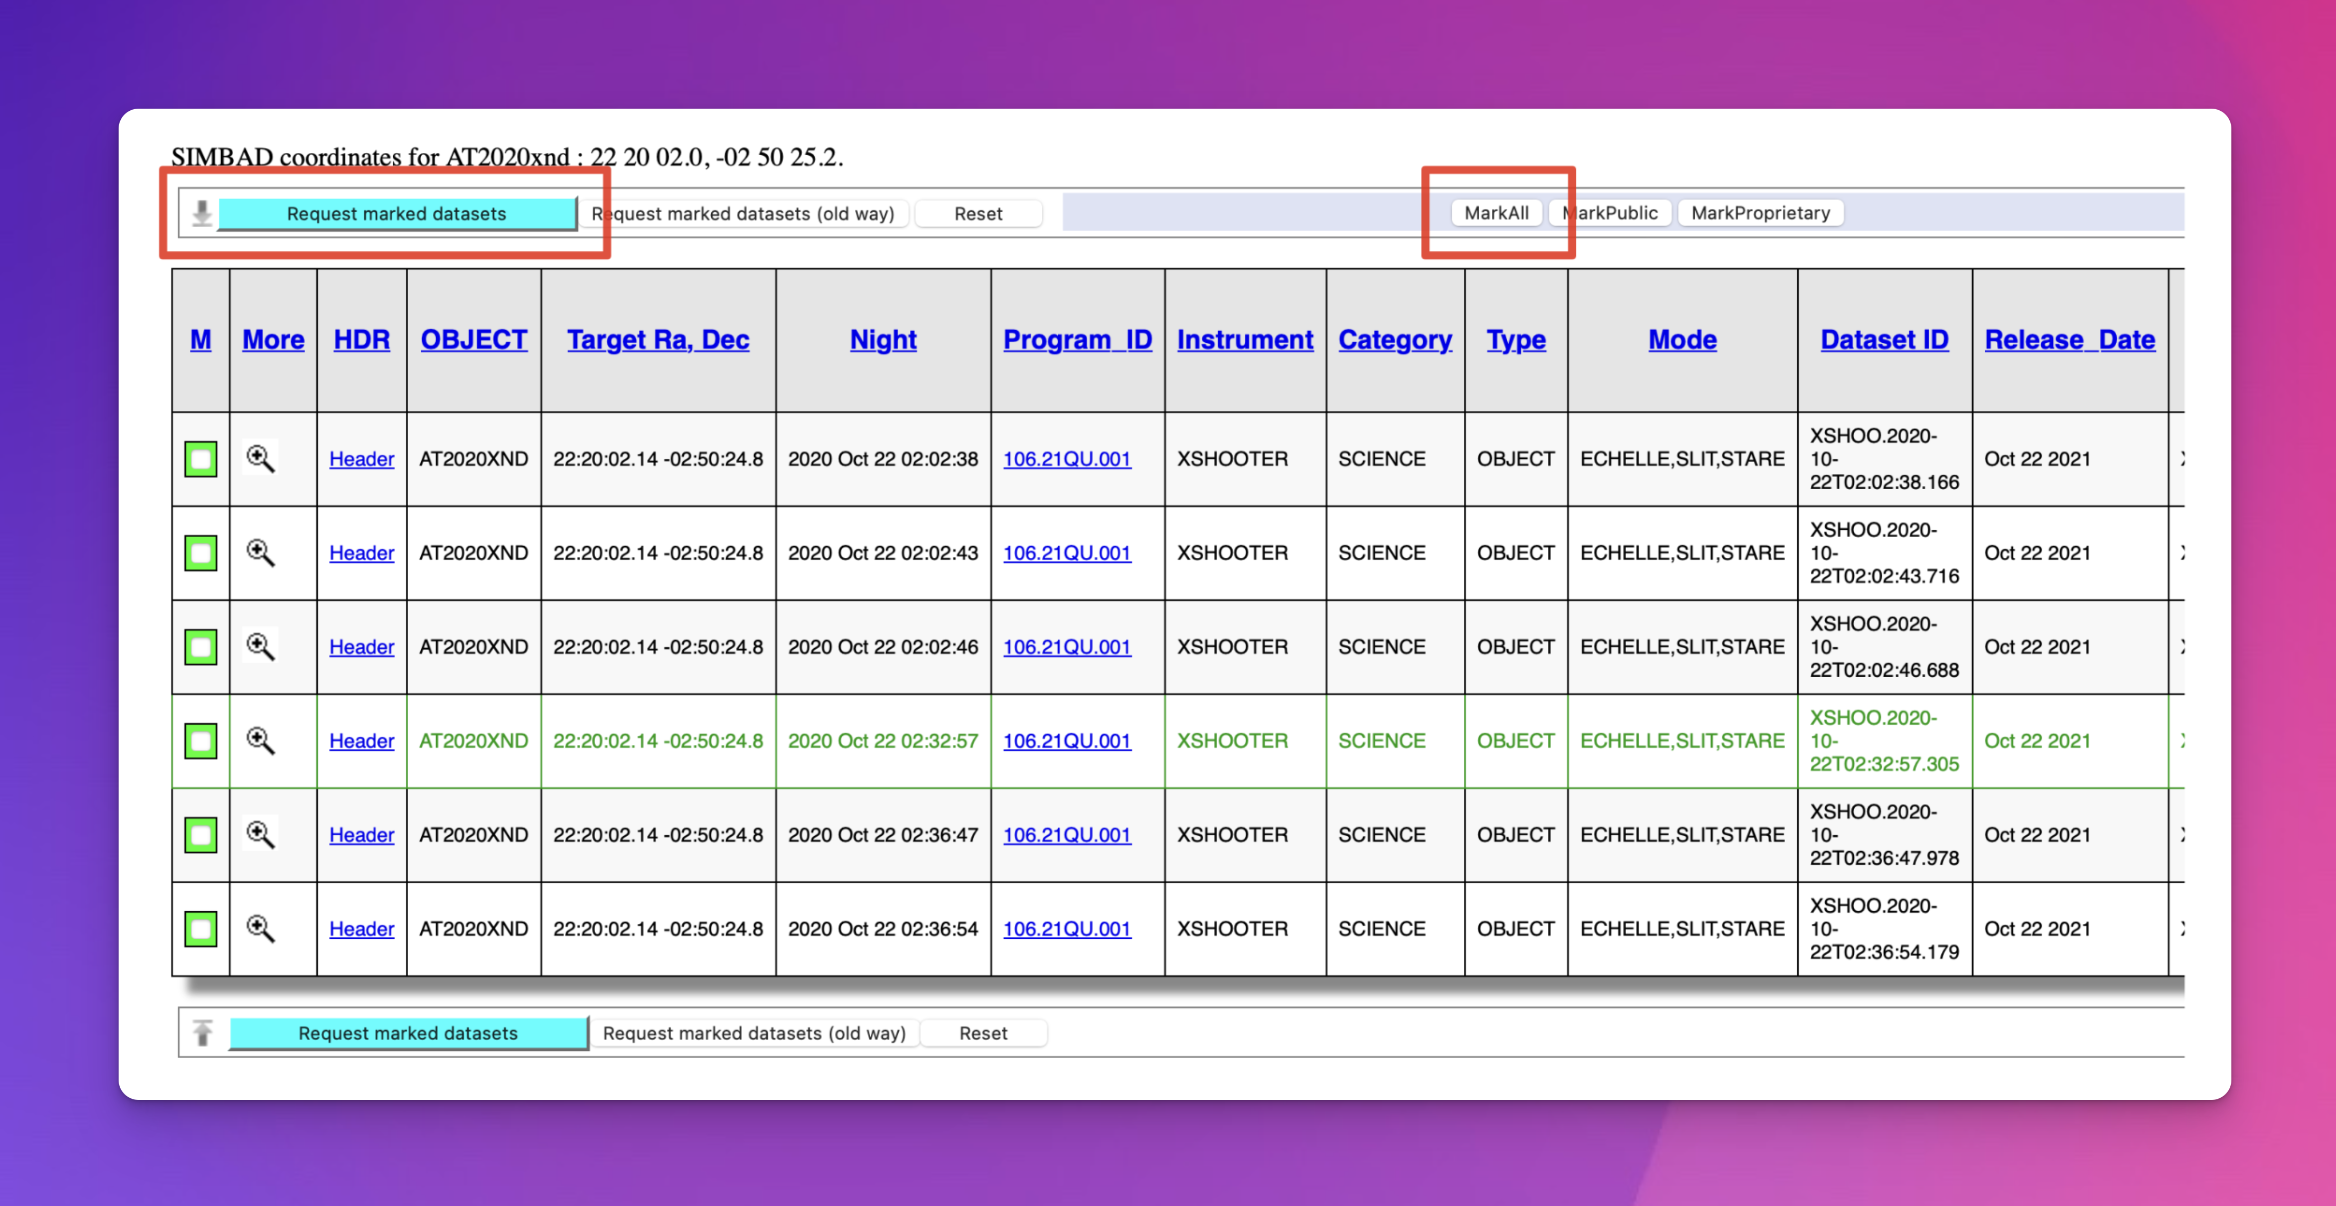 SIMBAD coordinates for AT2020xnd : 22 20 02.0, -02 50 25.2.
Request marked datasets Request marked datasets (old way) Reset MarkAll MarkPublic MarkProprietary
M More HDR OBJECT Target Ra, Dec Night Program_ID Instrument Category Type Mode Dataset ID Release_Date
XSHOO.2020-
Header AT2020XND 22:20:02.14 -02:50:24.8 2020 Oct 22 02:02:38 106.21QU.001 XSHOOTER SCIENCE OBJECT ECHELLE,SLIT,STARE 10- Oct 22 2021
22T02:02:38.166
XSHOO.2020-
Header AT2020XND 22:20:02.14 -02:50:24.8 2020 Oct 22 02:02:43 106.21QU.001 XSHOOTER SCIENCE OBJECT ECHELLE,SLIT,STARE 10- Oct 22 2021
22T02:02:43.716
XSHOO.2020-
Header AT2020XND 22:20:02.14 -02:50:24.8 2020 Oct 22 02:02:46 106.21QU.001 XSHOOTER SCIENCE OBJECT ECHELLE,SLIT,STARE 10- Oct 22 2021
22T02:02:46.688
XSHOO.2020-
Header AT2020XND 22:20:02.14 -02:50:24.8 2020 Oct 22 02:32:57 106.21QU.001 XSHOOTER SCIENCE OBJECT ECHELLE,SLIT,STARE 10- Oct 22 2021
22T02:32:57.305
XSHOO.2020-
Header AT2020XND 22:20:02.14 -02:50:24.8 2020 Oct 22 02:36:47 106.21QU.001 XSHOOTER SCIENCE OBJECT ECHELLE,SLIT,STARE 10- Oct 22 2021
22T02:36:47.978
XSHOO.2020-
Header AT2020XND 22:20:02.14 -02:50:24.8 2020 Oct 22 02:36:54 106.21QU.001 XSHOOTER SCIENCE OBJECT ECHELLE,SLIT,STARE 10- Oct 22 2021
22T02:36:54.179
Request marked datasets Request marked datasets (old way) Reset